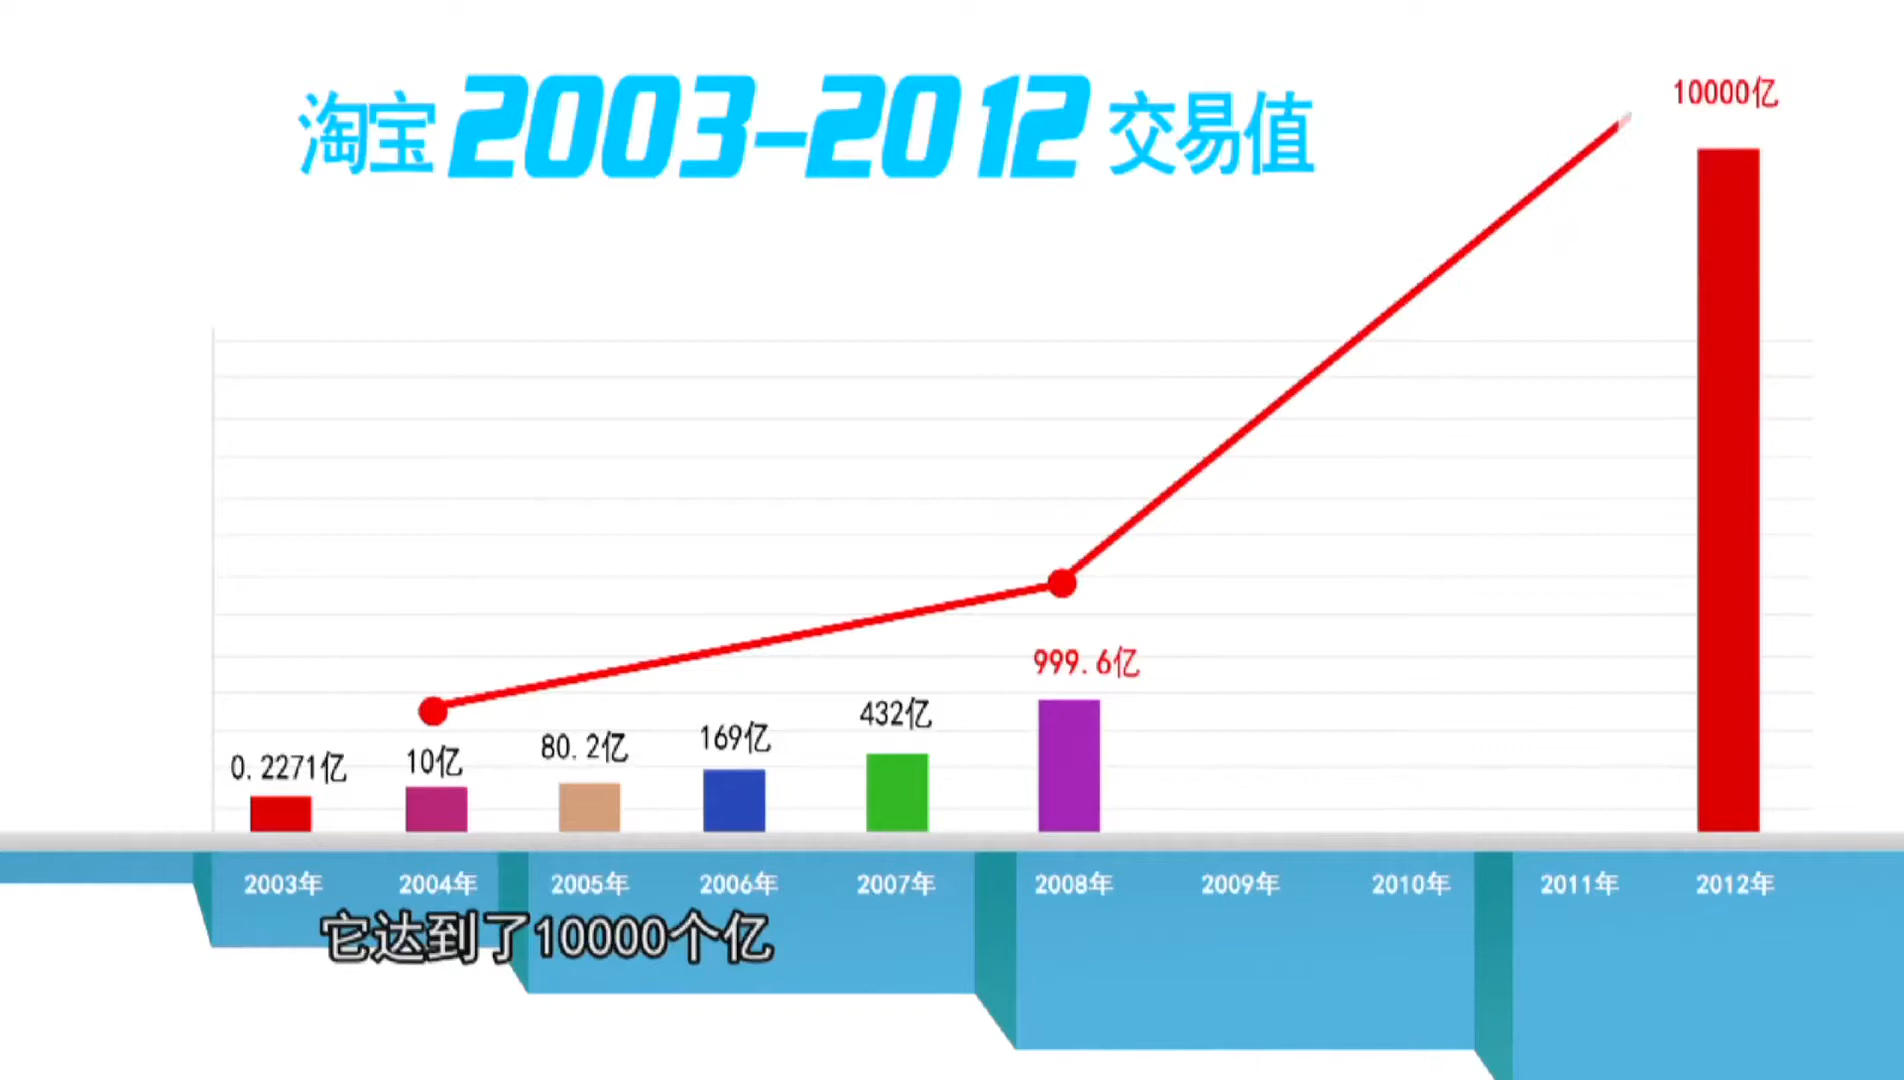 淘宝2003-2012交易值
10000亿
999.6亿
432亿
169亿
80.2亿
10亿
0.2271亿
2003年 2004年 2005年 2006年 2007年 2008年 2009年 2010年 2011年 2012年
它达到了10000个亿